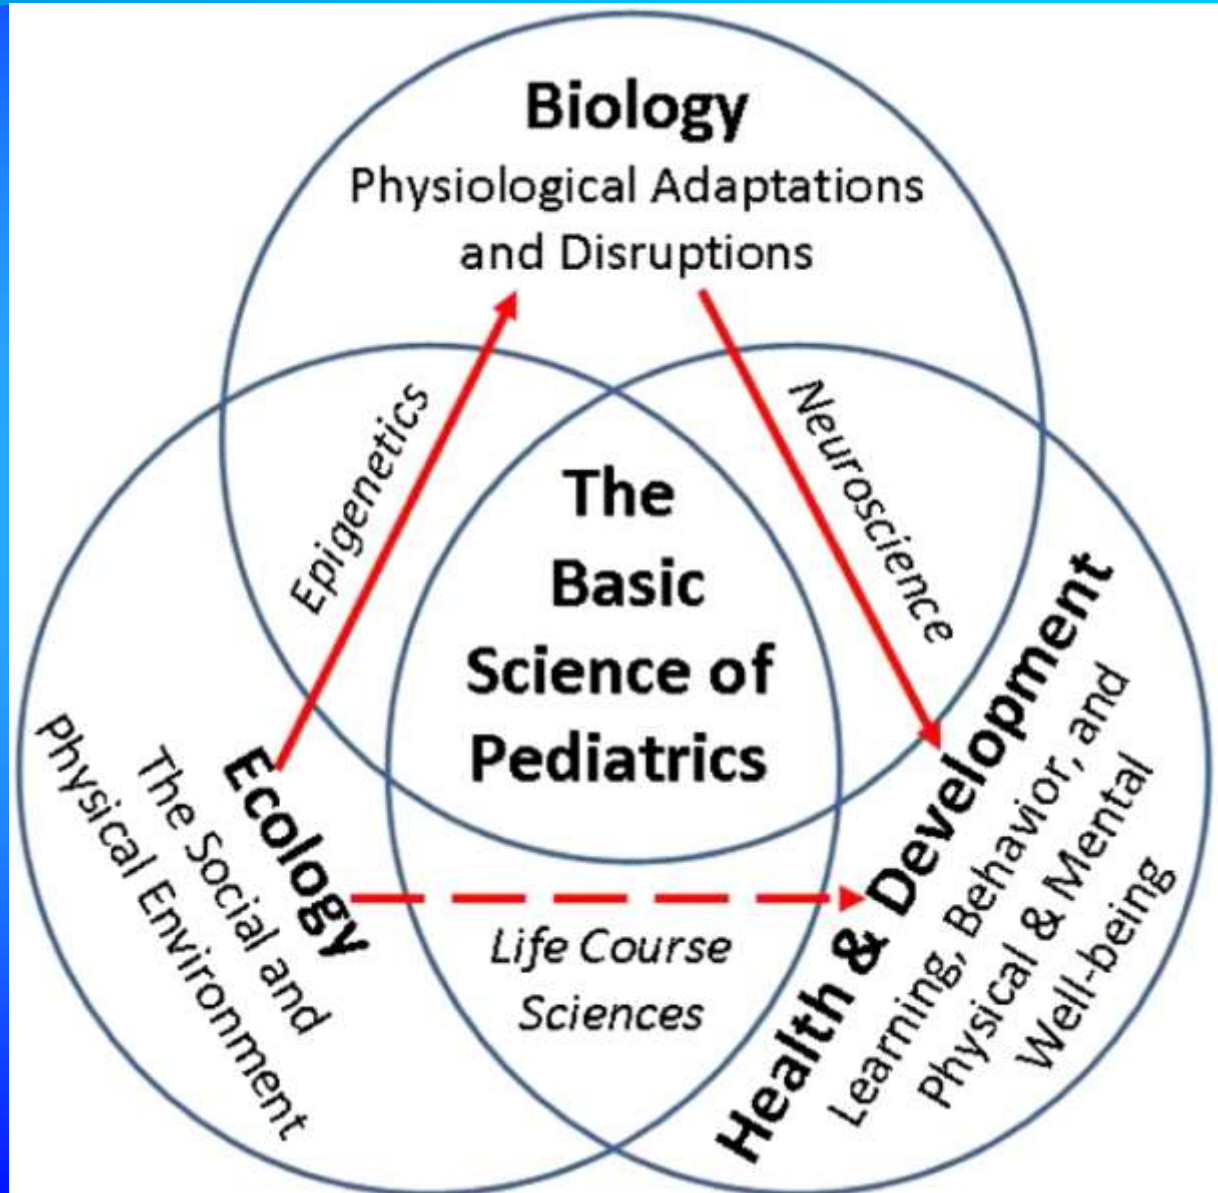 Biology
Physiological Adaptations
and Disruptions
Epigenetics
Neuroscience
The
Basic
Science of
Pediatrics
Ecology
The Social and
Physical Environment
Life Course
Sciences
Health & Development
Learning, Behavior, and
Physical & Mental
Well-being